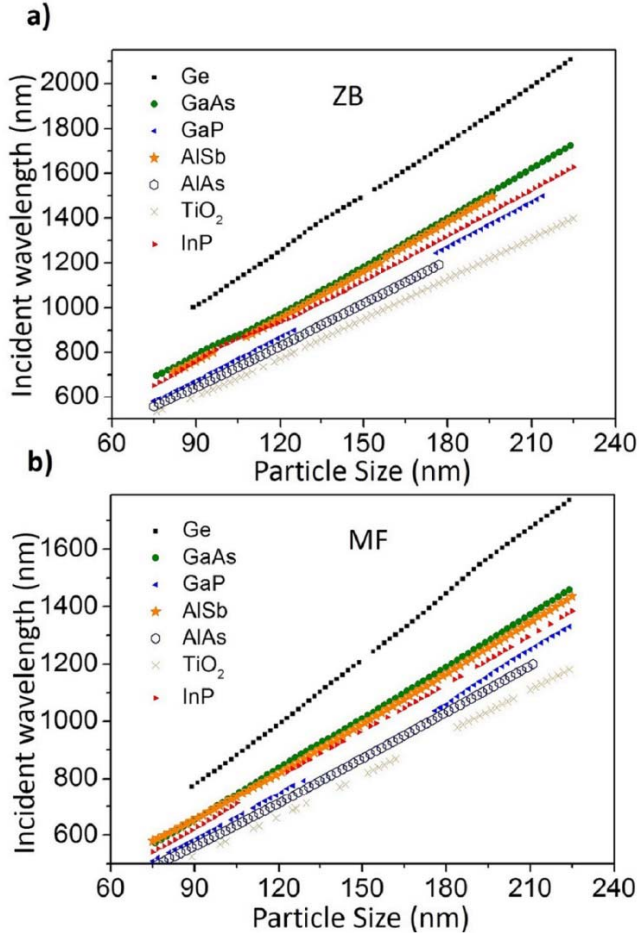 a)
Incident wavelength (nm)
2000
1800
1600
1400
1200
1000
800
600
Ge
GaAs
GaP
AlSb
AlAs
TiO₂
InP
ZB
60 90 120 150 180 210 240
Particle Size (nm)
b)
Incident wavelength (nm)
1600
1400
1200
1000
800
600
Ge
GaAs
GaP
AlSb
AlAs
TiO₂
InP
MF
60 90 120 150 180 210 240
Particle Size (nm)